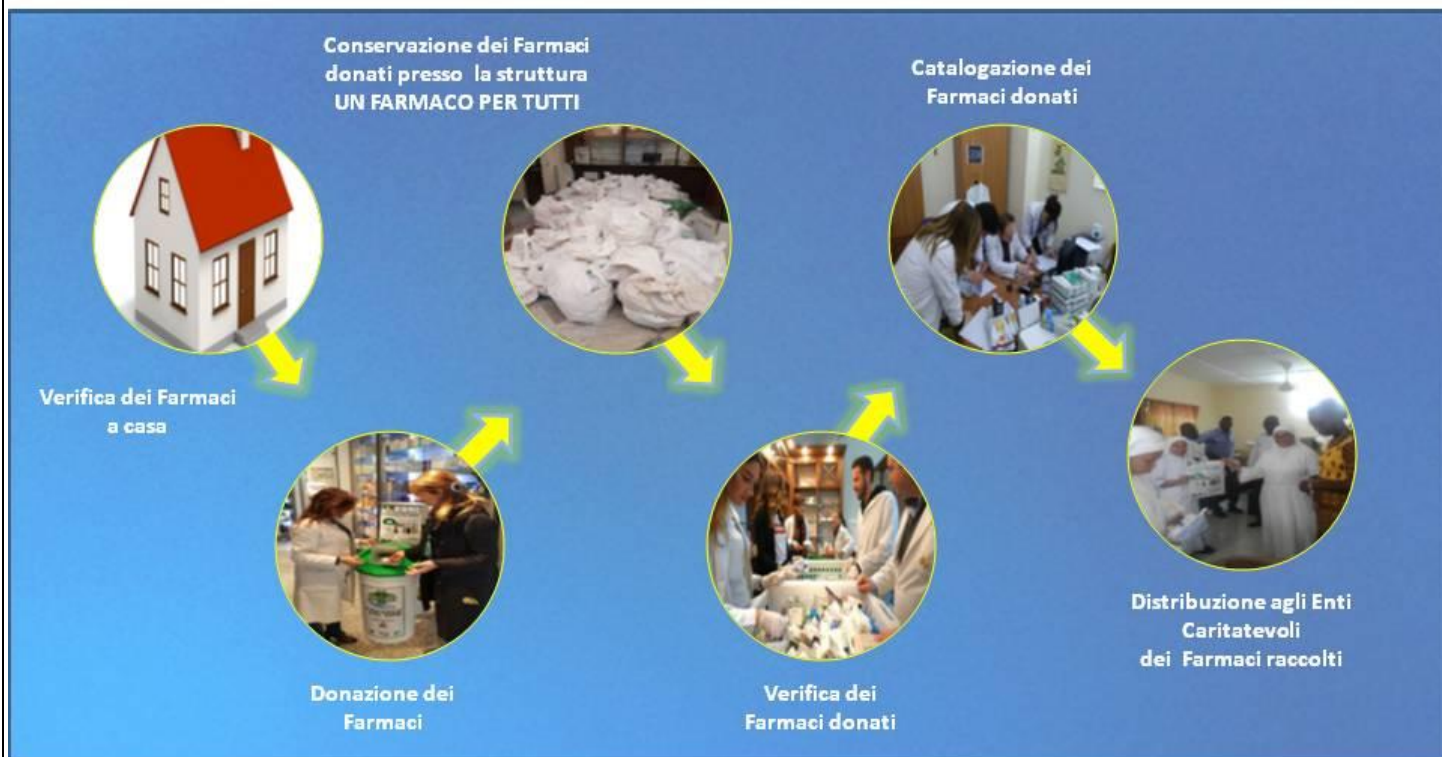 Conservazione dei Farmaci
donati presso la struttura
UN FARMACO PER TUTTI
Catalogazione dei
Farmaci donati
Verifica dei Farmaci
a casa
Donazione dei
Farmaci
Verifica dei
Farmaci donati
Distribuzione agli Enti
Caritatevoli
dei Farmaci raccolti